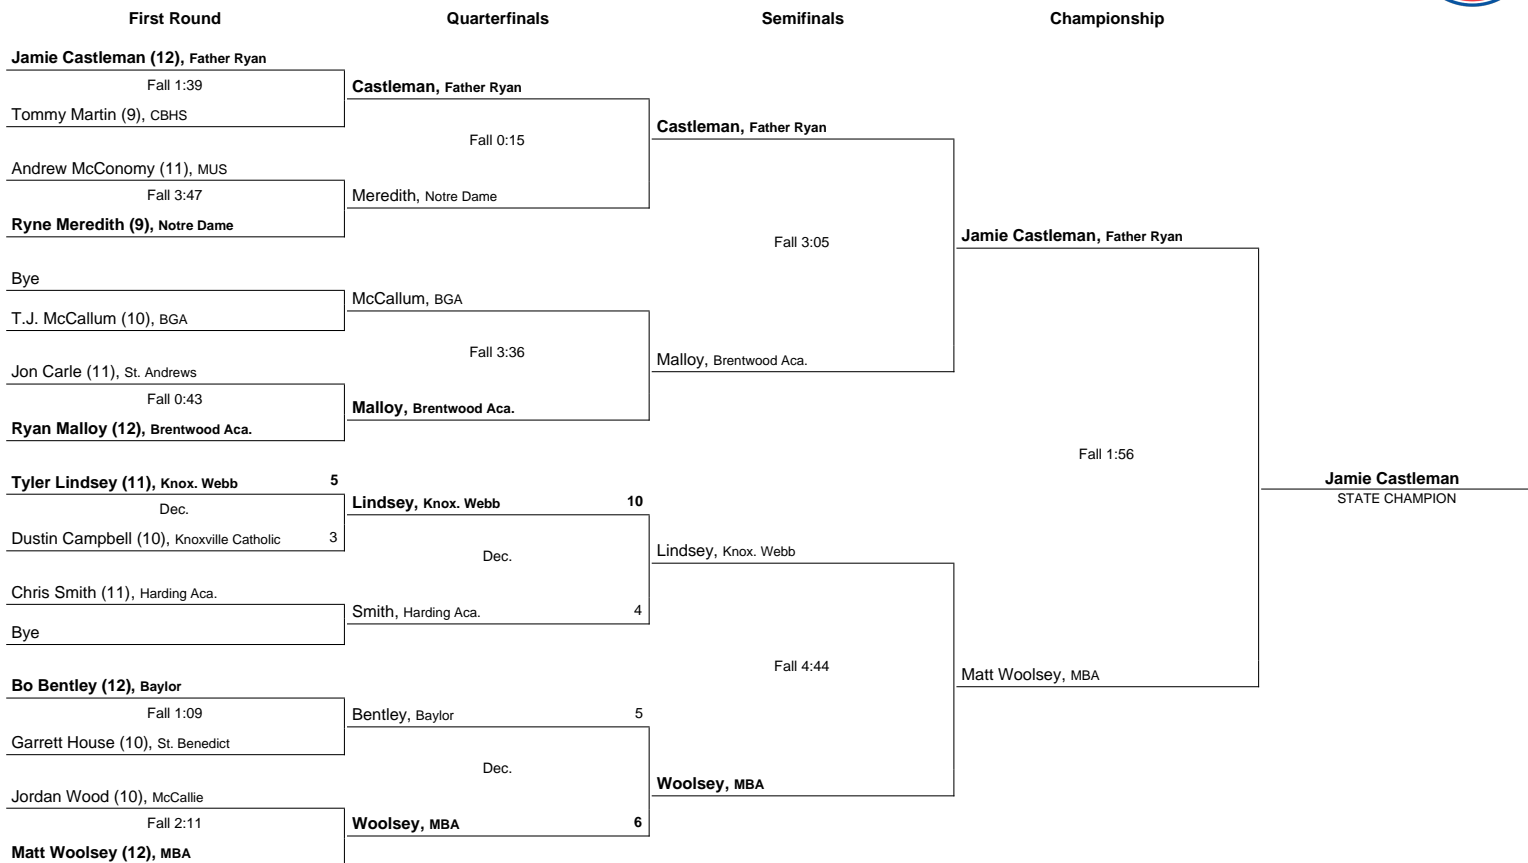 First Round
Quarterfinals
Semifinals
Championship
Jamie Castleman (12), Father Ryan
Fall 1:39
Tommy Martin (9), CBHS
Andrew McConomy (11), MUS
Fall 3:47
Ryne Meredith (9), Notre Dame
Bye
T.J. McCallum (10), BGA
Jon Carle (11), St. Andrews
Fall 0:43
Ryan Malloy (12), Brentwood Aca.
Tyler Lindsey (11), Knox. Webb 5
Dec.
Dustin Campbell (10), Knoxville Catholic 3
Chris Smith (11), Harding Aca.
Bye
Bo Bentley (12), Baylor
Fall 1:09
Garrett House (10), St. Benedict
Jordan Wood (10), McCallie
Fall 2:11
Matt Woolsey (12), MBA
Castleman, Father Ryan
Fall 0:15
Meredith, Notre Dame
McCallum, BGA
Fall 3:36
Malloy, Brentwood Aca.
Lindsey, Knox. Webb 10
Dec.
Smith, Harding Aca. 4
Bentley, Baylor 5
Dec.
Woolsey, MBA 6
Castleman, Father Ryan
Fall 3:05
Malloy, Brentwood Aca.
Lindsey, Knox. Webb
Fall 4:44
Woolsey, MBA
Jamie Castleman, Father Ryan
Fall 1:56
Matt Woolsey, MBA
Jamie Castleman
STATE CHAMPION